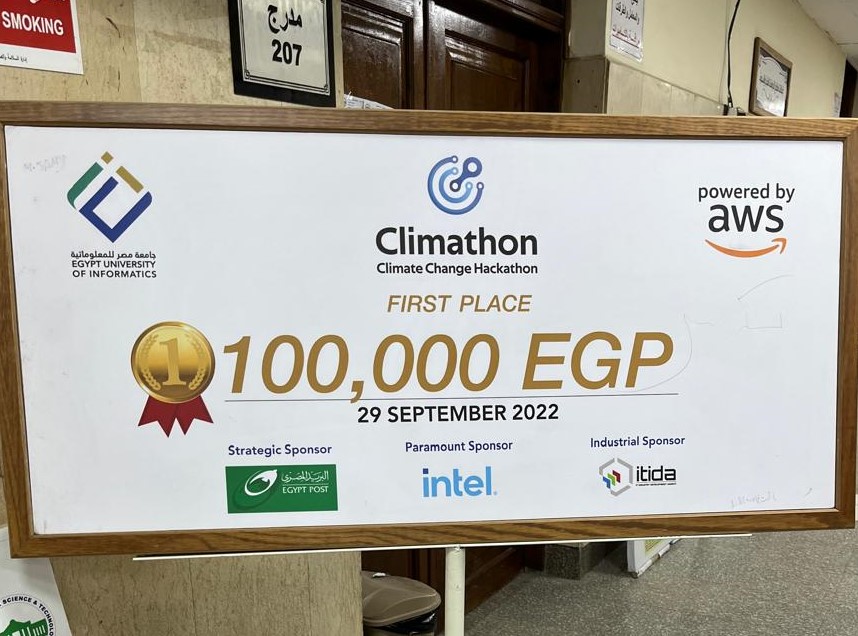 SMOKING
مدرج
207
جامعة مصر للمعلوماتية
EGYPT UNIVERSITY
OF INFORMATICS
Climathon
Climate Change Hackathon
powered by
aws
FIRST PLACE
1
100,000 EGP
29 SEPTEMBER 2022
Strategic Sponsor
البريد المصري
EGYPT POST
Paramount Sponsor
intel.
Industrial Sponsor
itida
SCIENCE & TECHNOLO